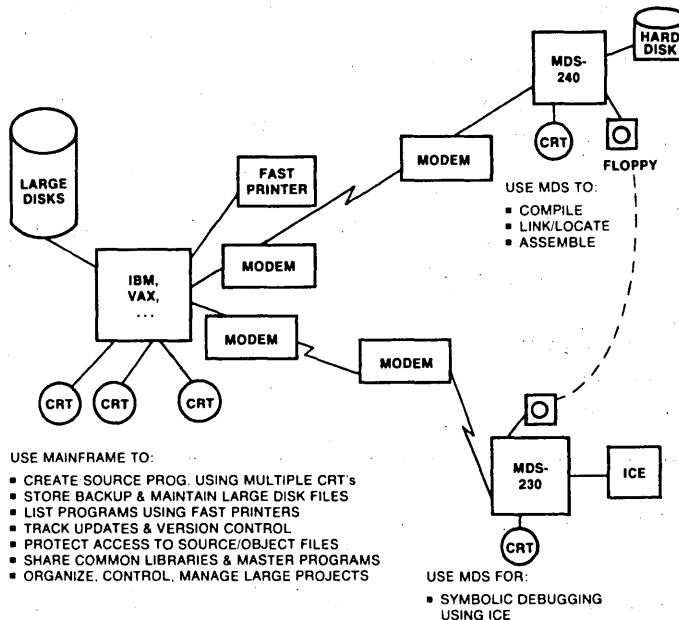 HARD
DISK
MDS-
240
CRT
FLOPPY
MODEM
FAST
PRINTER
LARGE
DISKS
USE MDS TO:
▪ COMPILE
▪ LINK/LOCATE
▪ ASSEMBLE
MODEM
IBM,
VAX,
...
MODEM
MODEM
CRT
CRT
CRT
MDS-
230
ICE
CRT
USE MAINFRAME TO:
▪ CREATE SOURCE PROG. USING MULTIPLE CRT's
▪ STORE BACKUP & MAINTAIN LARGE DISK FILES
▪ LIST PROGRAMS USING FAST PRINTERS
▪ TRACK UPDATES & VERSION CONTROL
▪ PROTECT ACCESS TO SOURCE/OBJECT FILES
▪ SHARE COMMON LIBRARIES & MASTER PROGRAMS
▪ ORGANIZE, CONTROL, MANAGE LARGE PROJECTS
USE MDS FOR:
▪ SYMBOLIC DEBUGGING
USING ICE